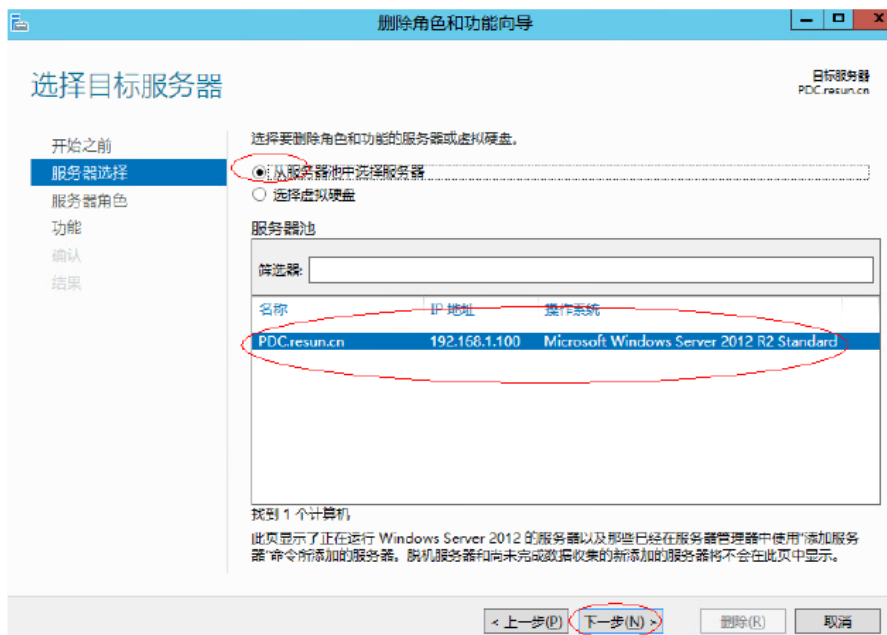 删除角色和功能向导
选择目标服务器
目标服务器
PDC.resun.cn
开始之前
服务器选择
服务器角色
功能
确认
结果
选择要删除角色和功能的服务器或虚拟硬盘。
从服务器池中选择服务器
选择虚拟硬盘
服务器池
筛选器:
名称 IP 地址 操作系统
PDC.resun.cn 192.168.1.100 Microsoft Windows Server 2012 R2 Standard
找到 1 个计算机
此页显示了正在运行 Windows Server 2012 的服务器以及那些已经在服务器管理器中使用"添加服务
器"命令所添加的服务器。脱机服务器和尚未完成数据收集的新添加的服务器将不会在此页中显示。
< 上一步(P) 下一步(N) > 删除(R) 取消